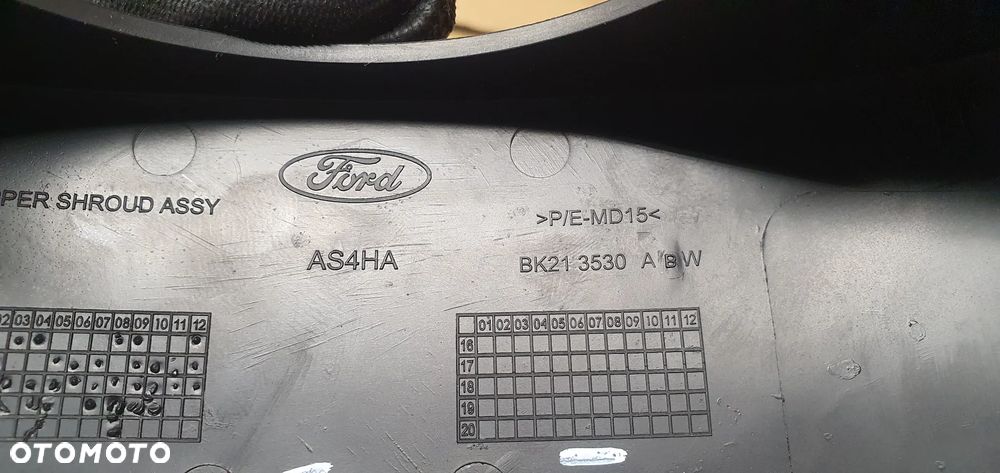 Ford
PPER SHROUD ASSY
>P/E-MD15<
AS4HA
BK21 3530 A B W
02 03 04 05 06 07 08 09 10 11 12
01 02 03 04 05 06 07 08 09 10 11 12
16
17
18
19
20
OTOMOTO